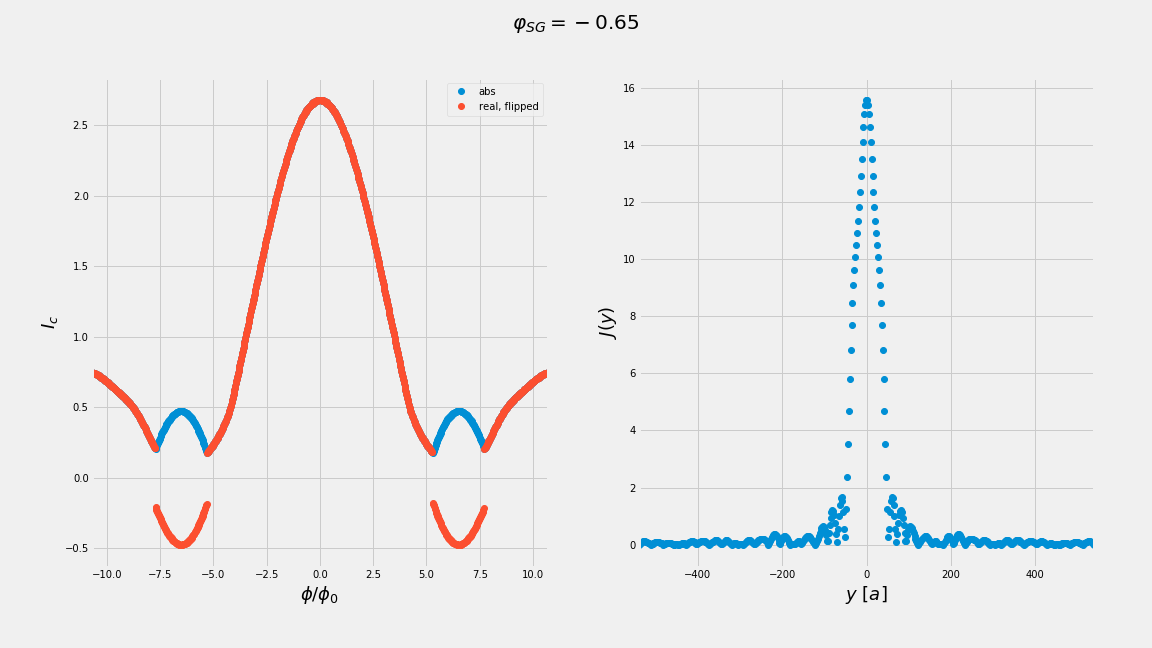 φ_SG = −0.65
abs
real, flipped
I_c
2.5
2.0
1.5
1.0
0.5
0.0
−0.5
−10.0 −7.5 −5.0 −2.5 0.0 2.5 5.0 7.5 10.0
ϕ/ϕ_0
J(y)
16
14
12
10
8
6
4
2
0
−400 −200 0 200 400
y [a]